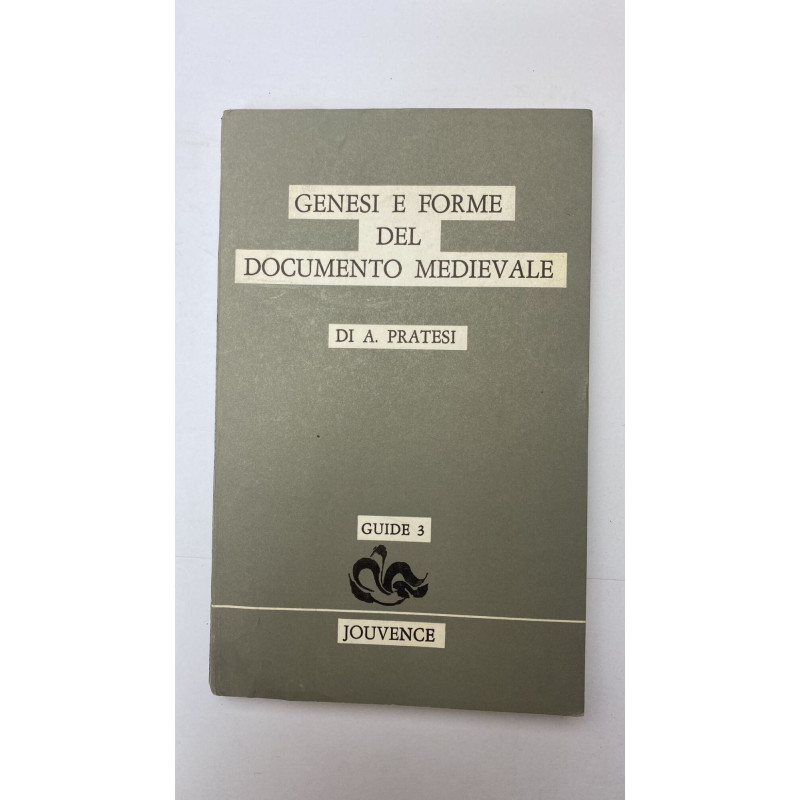 GENESI E FORME
DEL
DOCUMENTO MEDIEVALE
DI A. PRATESI
GUIDE 3
JOUVENCE